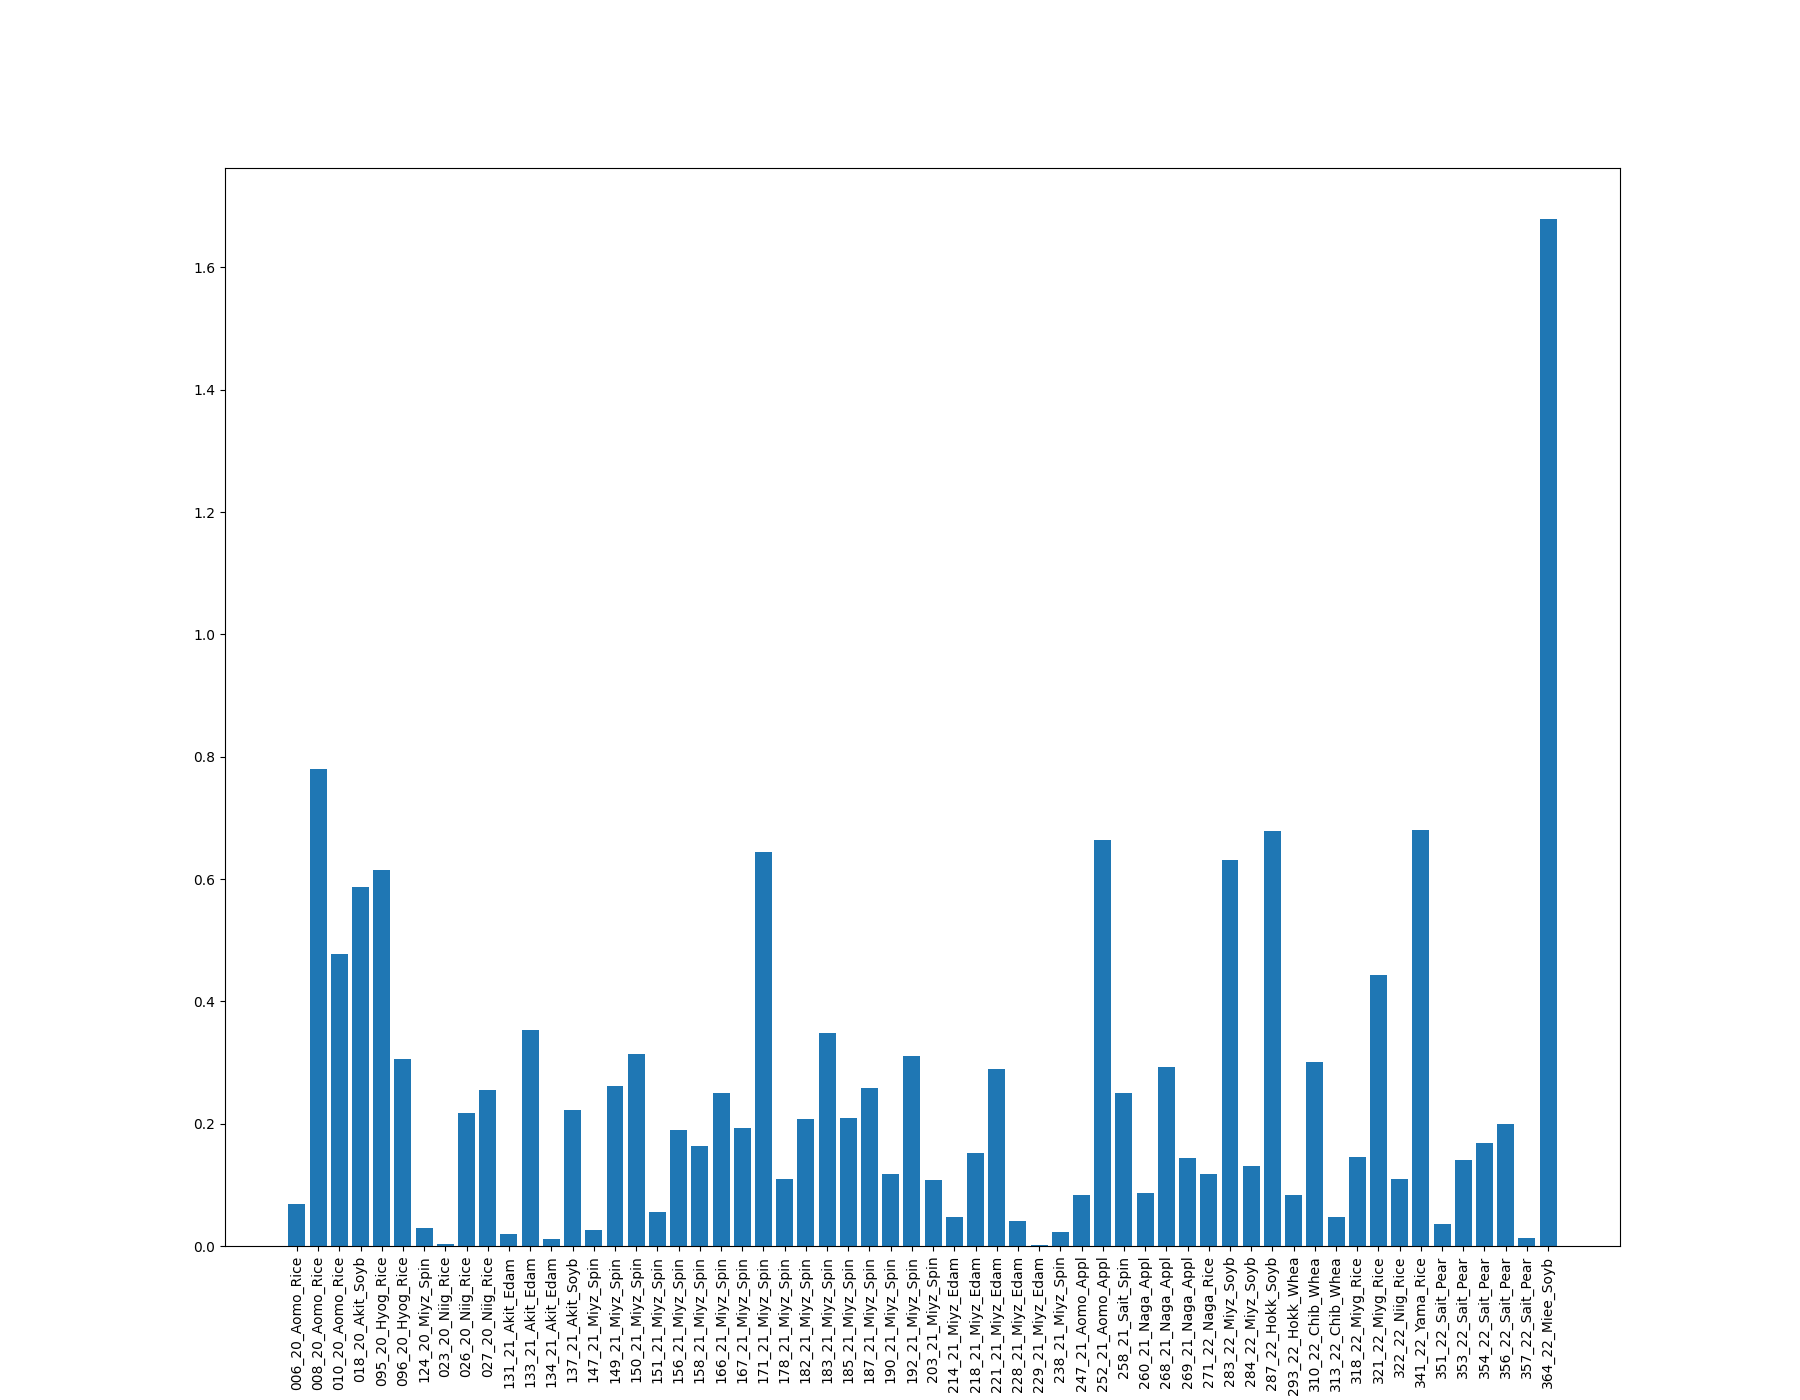 1.6
1.4
1.2
1.0
0.8
0.6
0.4
0.2
0.0
006_20_Aomo_Rice
008_20_Aomo_Rice
010_20_Aomo_Rice
018_20_Akit_Soyb
095_20_Hyog_Rice
096_20_Hyog_Rice
124_20_Miyz_Spin
023_20_Niig_Rice
026_20_Niig_Rice
027_20_Niig_Rice
131_21_Akit_Edam
133_21_Akit_Edam
134_21_Akit_Edam
137_21_Akit_Soyb
147_21_Miyz_Spin
149_21_Miyz_Spin
150_21_Miyz_Spin
151_21_Miyz_Spin
156_21_Miyz_Spin
158_21_Miyz_Spin
166_21_Miyz_Spin
167_21_Miyz_Spin
171_21_Miyz_Spin
178_21_Miyz_Spin
182_21_Miyz_Spin
183_21_Miyz_Spin
185_21_Miyz_Spin
187_21_Miyz_Spin
190_21_Miyz_Spin
192_21_Miyz_Spin
203_21_Miyz_Spin
214_21_Miyz_Edam
218_21_Miyz_Edam
221_21_Miyz_Edam
228_21_Miyz_Edam
229_21_Miyz_Edam
238_21_Miyz_Spin
247_21_Aomo_Appl
252_21_Aomo_Appl
258_21_Sait_Spin
260_21_Naga_Appl
268_21_Naga_Appl
269_21_Naga_Appl
271_22_Naga_Rice
283_22_Miyz_Soyb
284_22_Miyz_Soyb
287_22_Hokk_Soyb
293_22_Hokk_Whea
310_22_Chib_Whea
313_22_Chib_Whea
318_22_Miyg_Rice
321_22_Miyg_Rice
322_22_Niig_Rice
341_22_Yama_Rice
351_22_Sait_Pear
353_22_Sait_Pear
354_22_Sait_Pear
356_22_Sait_Pear
357_22_Sait_Pear
364_22_Miee_Soyb